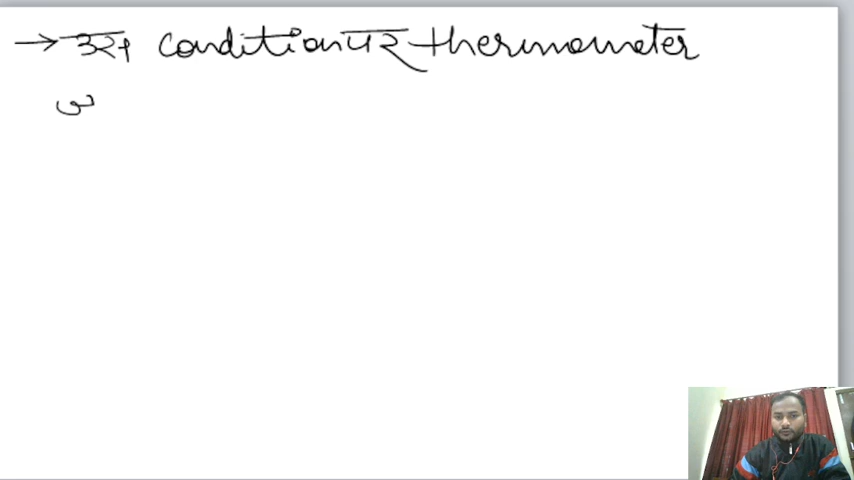 → उस condition पर thermometer